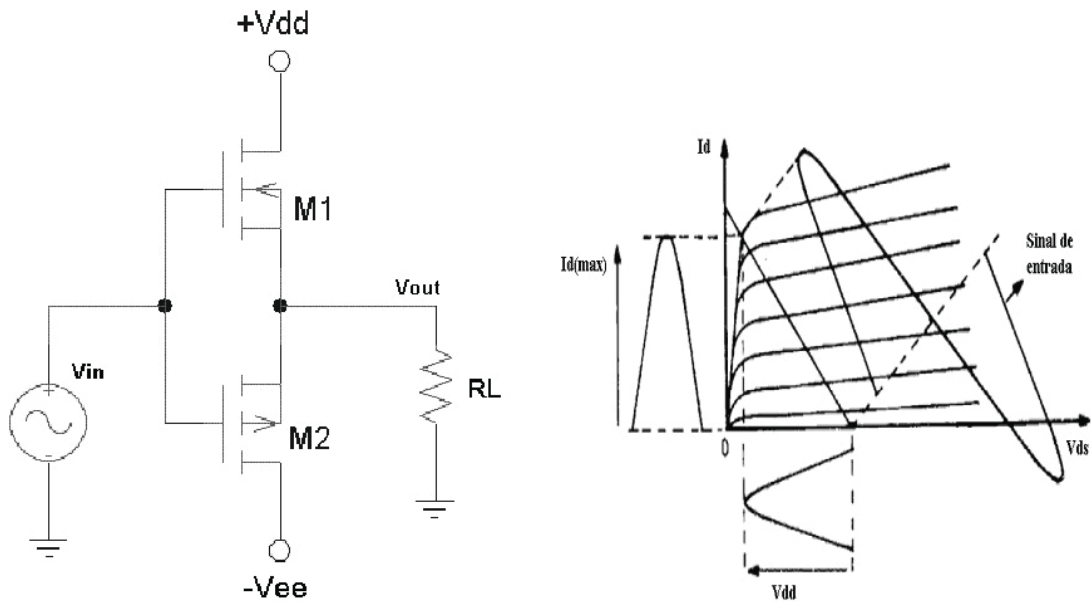 +Vdd
M1
Vout
Vin
RL
M2
-Vee
Id
Sinal de
entrada
Id(max)
0
Vds
Vdd